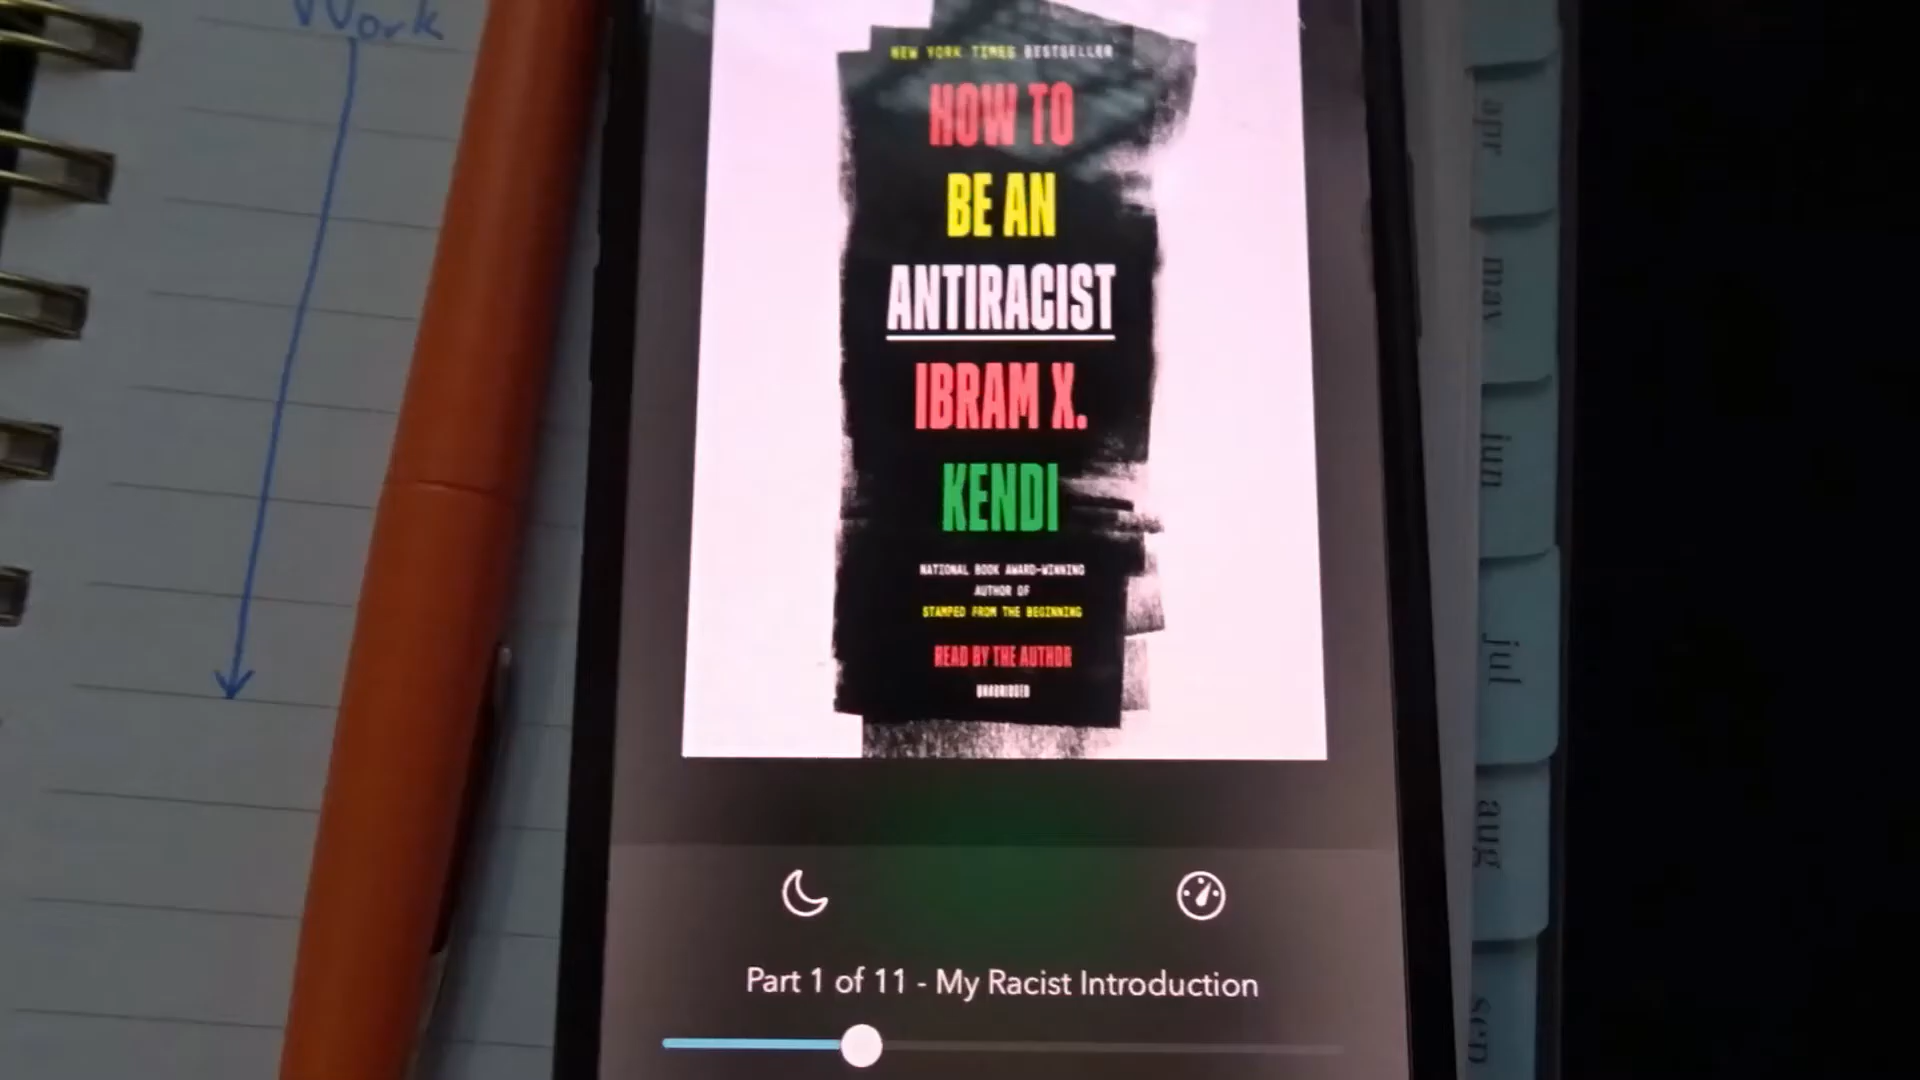 Work
NEW YORK TIMES BESTSELLER
HOW TO
BE AN
ANTIRACIST
IBRAM X.
KENDI
NATIONAL BOOK AWARD-WINNING
AUTHOR OF
STAMPED FROM THE BEGINNING
READ BY THE AUTHOR
UNABRIDGED
Part 1 of 11 - My Racist Introduction
apr
may
jun
jul
aug
sep